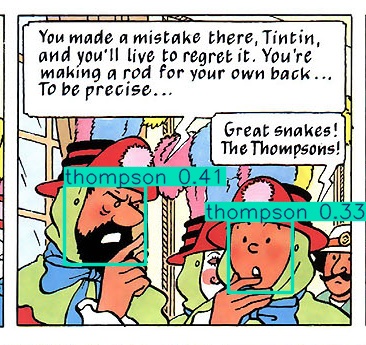 You made a mistake there, Tintin,
and you'll live to regret it. You're
making a rod for your own back...
To be precise...
Great snakes!
The Thompsons!
thompson 0.41
thompson 0.33